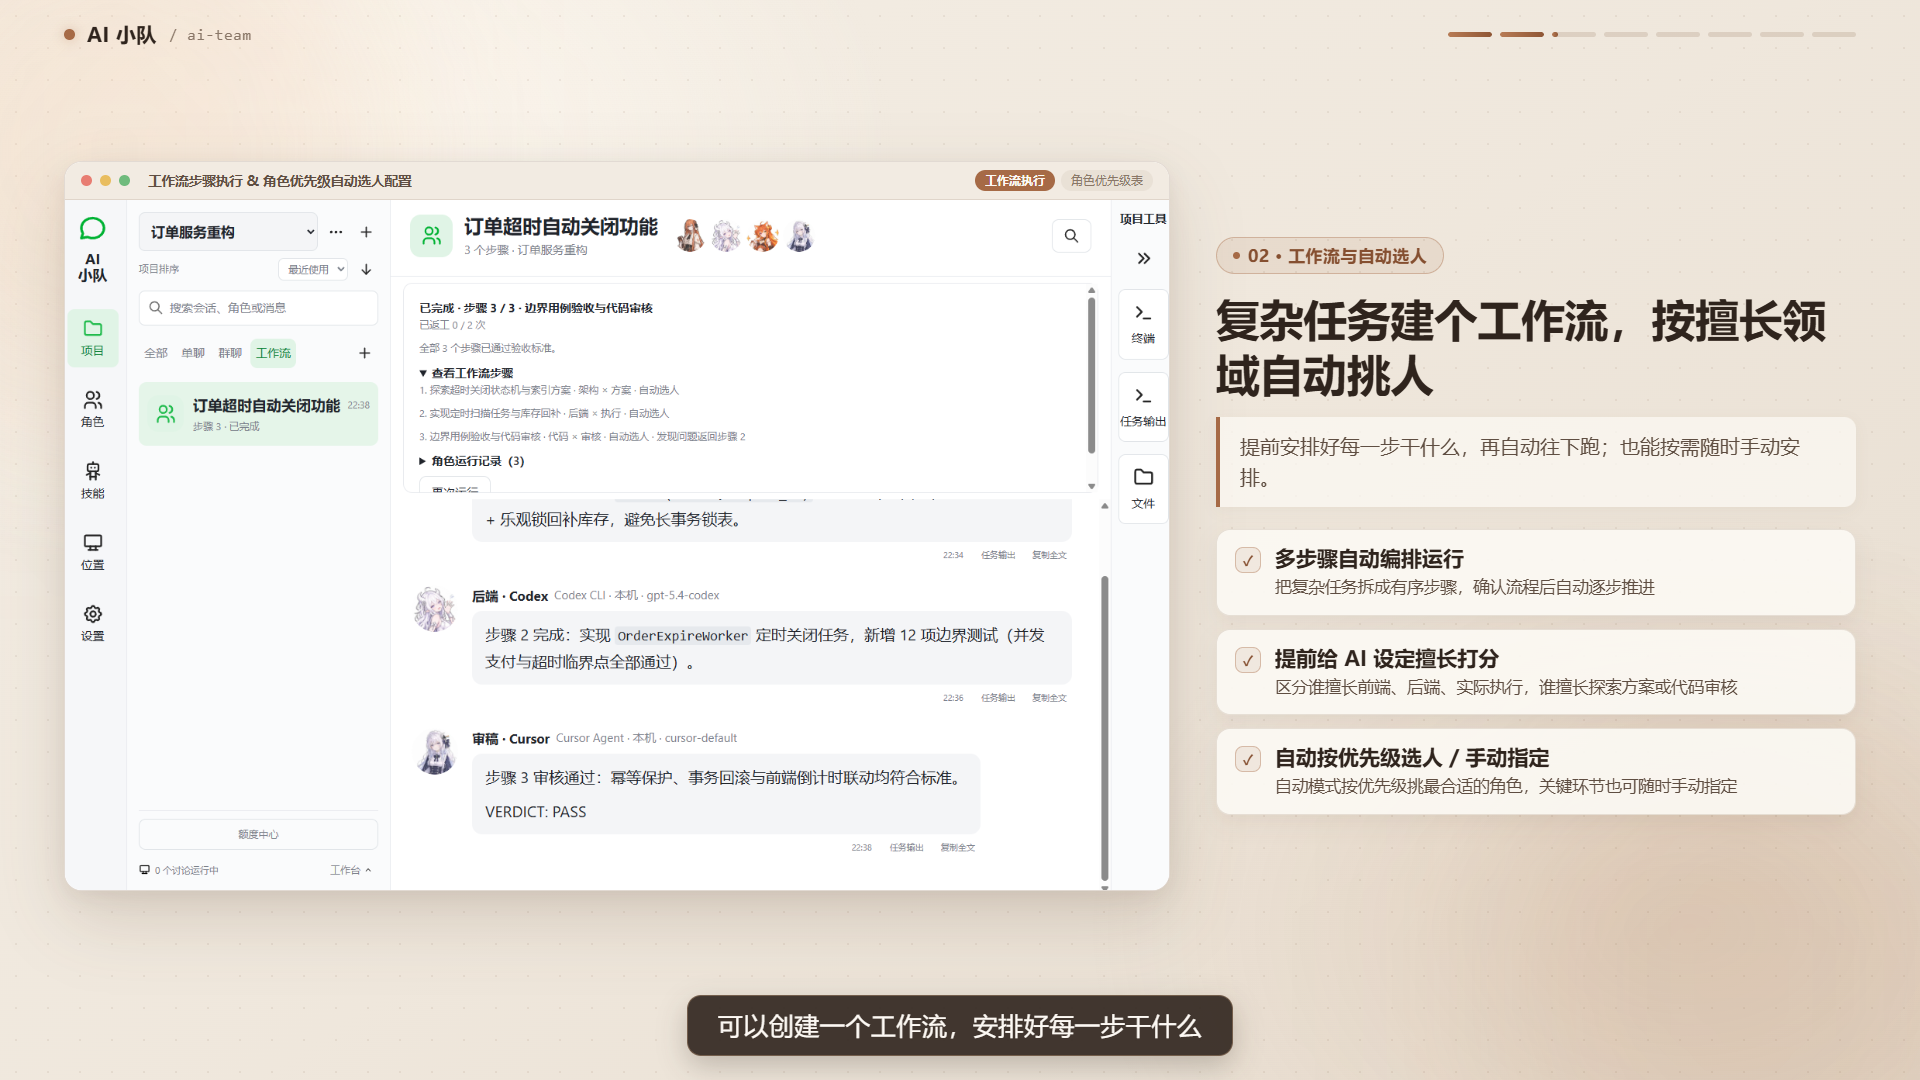 AI 小队 / ai-team
工作流步骤执行 & 角色优先级自动选人配置
工作流执行
角色优先级表
AI
小队
项目
角色
技能
位置
设置
订单服务重构
项目排序
最近使用
搜索会话、角色或消息
全部 单聊 群聊 工作流
订单超时自动关闭功能 22:38
步骤 3 · 已完成
额度中心
0 个讨论运行中
工作台
订单超时自动关闭功能
3 个步骤 · 订单服务重构
已完成 · 步骤 3 / 3 · 边界用例验收与代码审核
已返工 0 / 2 次
全部 3 个步骤已通过验收标准。
查看工作流步骤
1. 探索超时关闭状态机与索引方案 · 架构 × 方案 · 自动选人
2. 实现定时扫描任务与库存回补 · 后端 × 执行 · 自动选人
3. 边界用例验收与代码审核 · 代码 × 审核 · 自动选人 · 发现问题返回步骤 2
角色运行记录（3）
+ 乐观锁回补库存，避免长事务锁表。
22:34 任务输出 复制全文
后端 · Codex Codex CLI · 本机 · gpt-5.4-codex
步骤 2 完成：实现 OrderExpireWorker 定时关闭任务，新增 12 项边界测试（并发
支付与超时临界点全部通过）。
22:36 任务输出 复制全文
审稿 · Cursor Cursor Agent · 本机 · cursor-default
步骤 3 审核通过：幂等保护、事务回滚与前端倒计时联动均符合标准。
VERDICT: PASS
22:38 任务输出 复制全文
项目工具
终端
任务输出
文件
02 • 工作流与自动选人
复杂任务建个工作流，按擅长领
域自动挑人
提前安排好每一步干什么，再自动往下跑；也能按需随时手动安
排。
多步骤自动编排运行
把复杂任务拆成有序步骤，确认流程后自动逐步推进
提前给 AI 设定擅长打分
区分谁擅长前端、后端、实际执行，谁擅长探索方案或代码审核
自动按优先级选人 / 手动指定
自动模式按优先级挑最合适的角色，关键环节也可随时手动指定
可以创建一个工作流，安排好每一步干什么